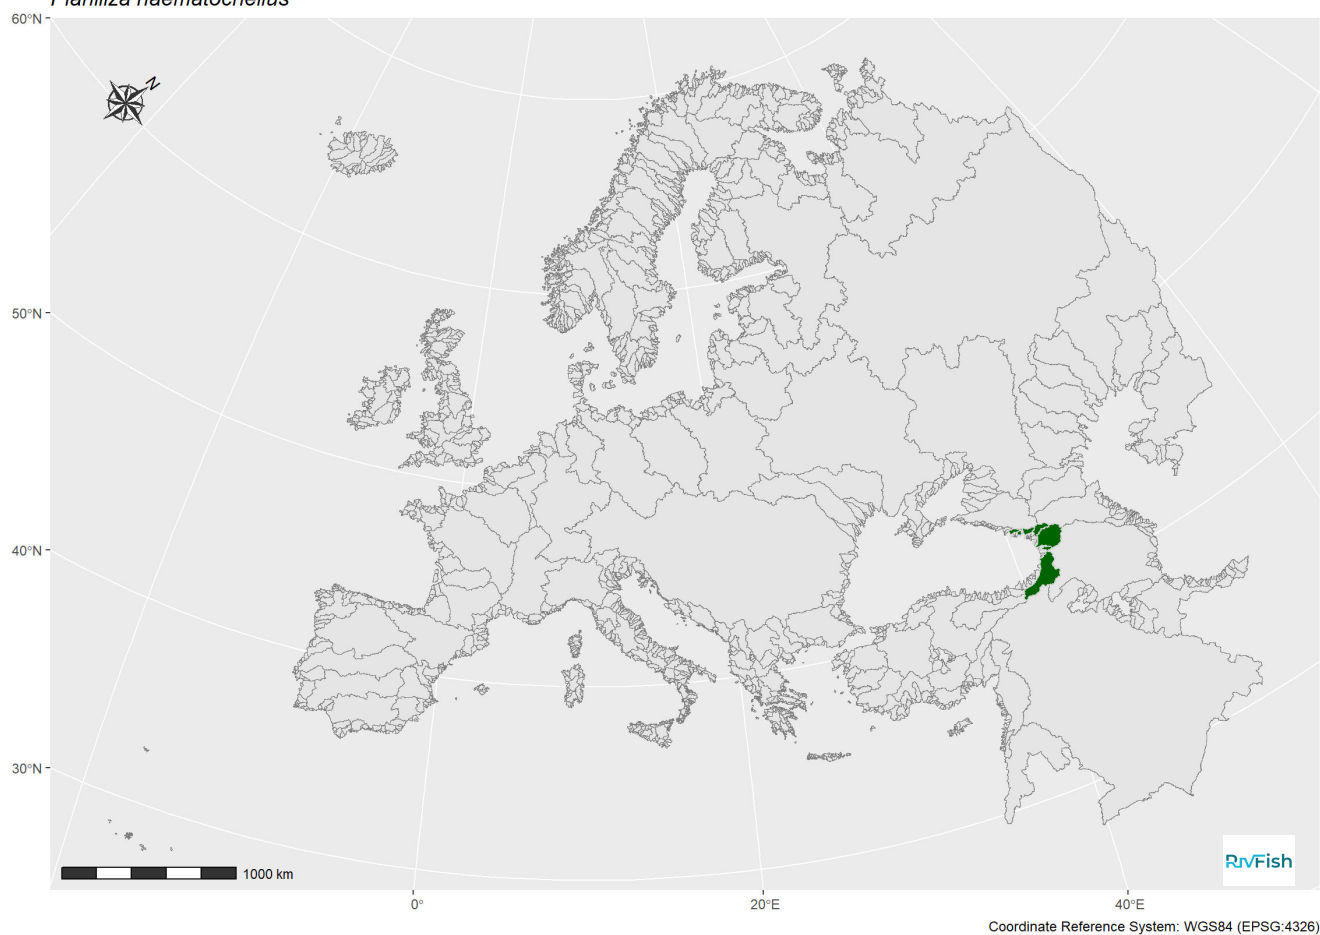 Planiliza haematocheilus
60°N
N
50°N
40°N
30°N
1000 km
RivFish
0°
20°E
40°E
Coordinate Reference System: WGS84 (EPSG:4326)